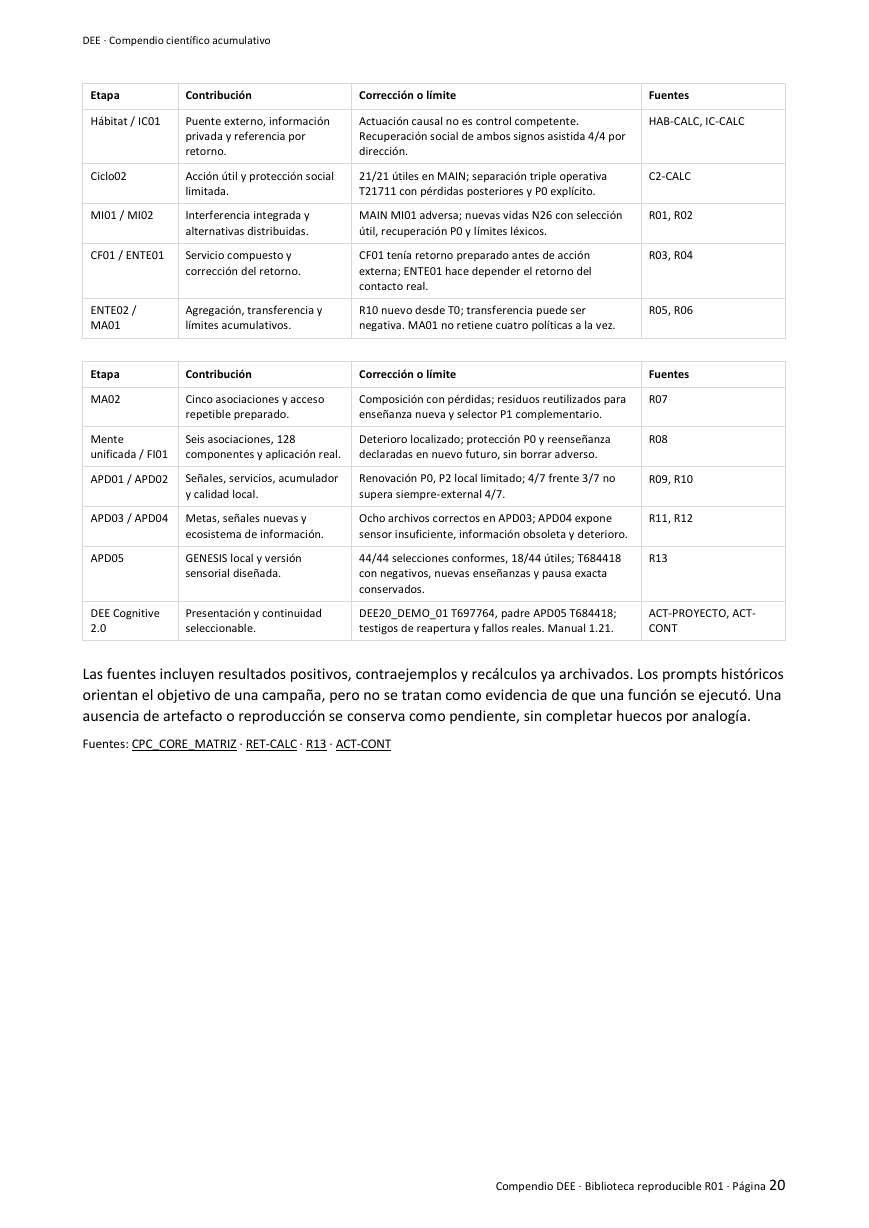 DEE · Compendio científico acumulativo
Etapa Contribución Corrección o límite Fuentes
Hábitat / IC01 Puente externo, información Actuación causal no es control competente. HAB-CALC, IC-CALC
privada y referencia por Recuperación social de ambos signos asistida 4/4 por
retorno. dirección.
Ciclo02 Acción útil y protección social 21/21 útiles en MAIN; separación triple operativa C2-CALC
limitada. T21711 con pérdidas posteriores y P0 explícito.
MI01 / MI02 Interferencia integrada y MAIN MI01 adversa; nuevas vidas N26 con selección R01, R02
alternativas distribuidas. útil, recuperación P0 y límites léxicos.
CF01 / ENTE01 Servicio compuesto y CF01 tenía retorno preparado antes de acción R03, R04
corrección del retorno. externa; ENTE01 hace depender el retorno del
contacto real.
ENTE02 / Agregación, transferencia y R10 nuevo desde T0; transferencia puede ser R05, R06
MA01 límites acumulativos. negativa. MA01 no retiene cuatro políticas a la vez.
Etapa Contribución Corrección o límite Fuentes
MA02 Cinco asociaciones y acceso Composición con pérdidas; residuos reutilizados para R07
repetible preparado. enseñanza nueva y selector P1 complementario.
Mente Seis asociaciones, 128 Deterioro localizado; protección P0 y reenseñanza R08
unificada / FI01 componentes y aplicación real. declaradas en nuevo futuro, sin borrar adverso.
APD01 / APD02 Señales, servicios, acumulador Renovación P0, P2 local limitado; 4/7 frente 3/7 no R09, R10
y calidad local. supera siempre-external 4/7.
APD03 / APD04 Metas, señales nuevas y Ocho archivos correctos en APD03; APD04 expone R11, R12
ecosistema de información. sensor insuficiente, información obsoleta y deterioro.
APD05 GENESIS local y versión 44/44 selecciones conformes, 18/44 útiles; T684418 R13
sensorial diseñada. con negativos, nuevas enseñanzas y pausa exacta
conservados.
DEE Cognitive Presentación y continuidad DEE20_DEMO_01 T697764, padre APD05 T684418; ACT-PROYECTO, ACT-
2.0 seleccionable. testigos de reapertura y fallos reales. Manual 1.21. CONT
Las fuentes incluyen resultados positivos, contraejemplos y recálculos ya archivados. Los prompts históricos
orientan el objetivo de una campaña, pero no se tratan como evidencia de que una función se ejecutó. Una
ausencia de artefacto o reproducción se conserva como pendiente, sin completar huecos por analogía.
Fuentes: CPC_CORE_MATRIZ · RET-CALC · R13 · ACT-CONT
Compendio DEE · Biblioteca reproducible R01 · Página 20